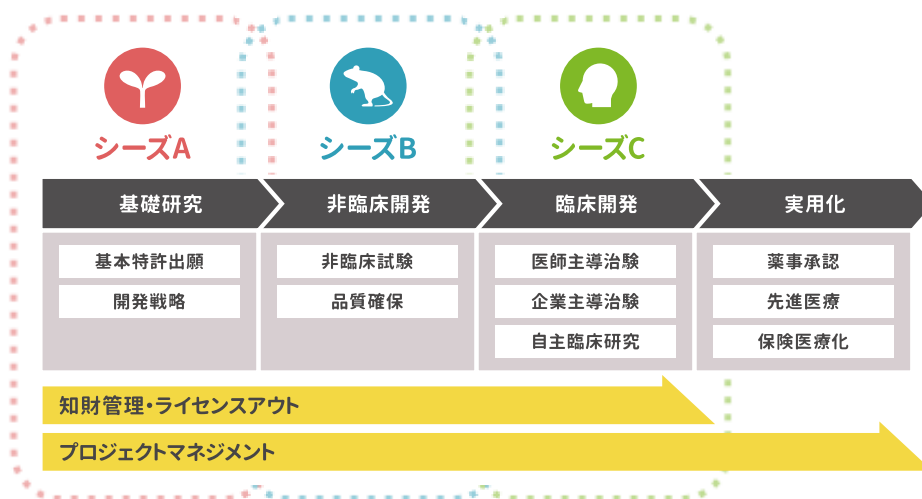 シーズA
シーズB
シーズC
基礎研究
非臨床開発
臨床開発
実用化
基本特許出願
開発戦略
非臨床試験
品質確保
医師主導治験
企業主導治験
自主臨床研究
薬事承認
先進医療
保険医療化
知財管理・ライセンスアウト
プロジェクトマネジメント